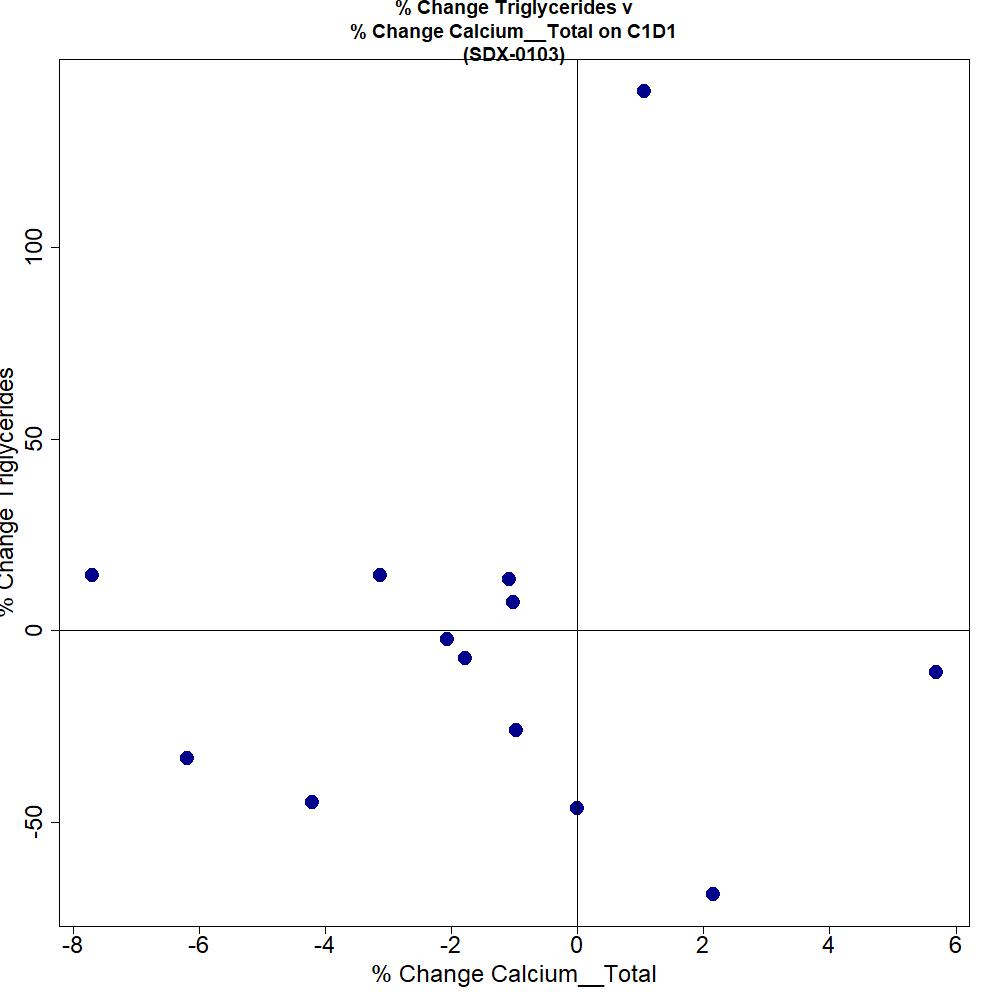 % Change Triglycerides v
% Change Calcium__Total on C1D1
(SDX-0103)
% Change Triglycerides
100
50
0
-50
-8
-6
-4
-2
0
2
4
6
% Change Calcium__Total